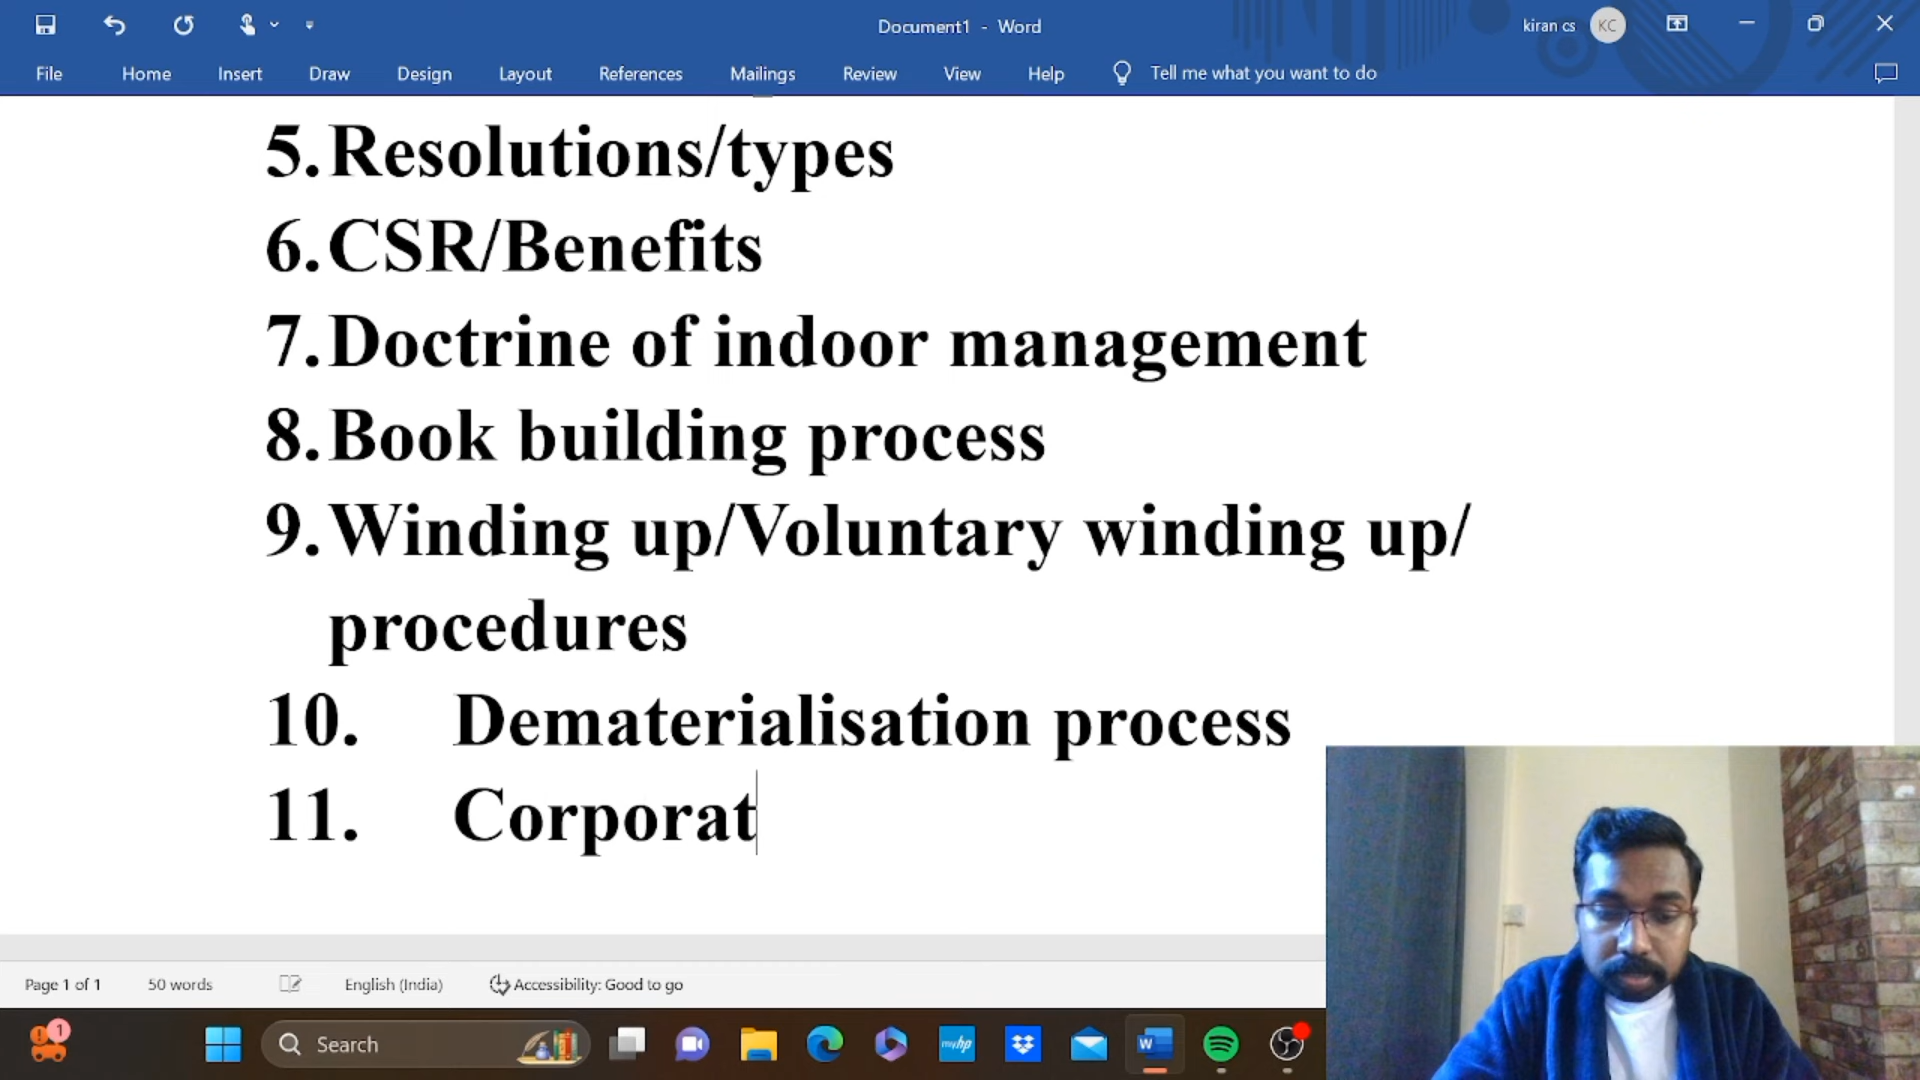 Document1 - Word
kiran cs KC
File Home Insert Draw Design Layout References Mailings Review View Help Tell me what you want to do
5. Resolutions/types
6. CSR/Benefits
7. Doctrine of indoor management
8. Book building process
9. Winding up/Voluntary winding up/
procedures
10. Dematerialisation process
11. Corporat
Page 1 of 1 50 words English (India) Accessibility: Good to go
1 Search myhp W